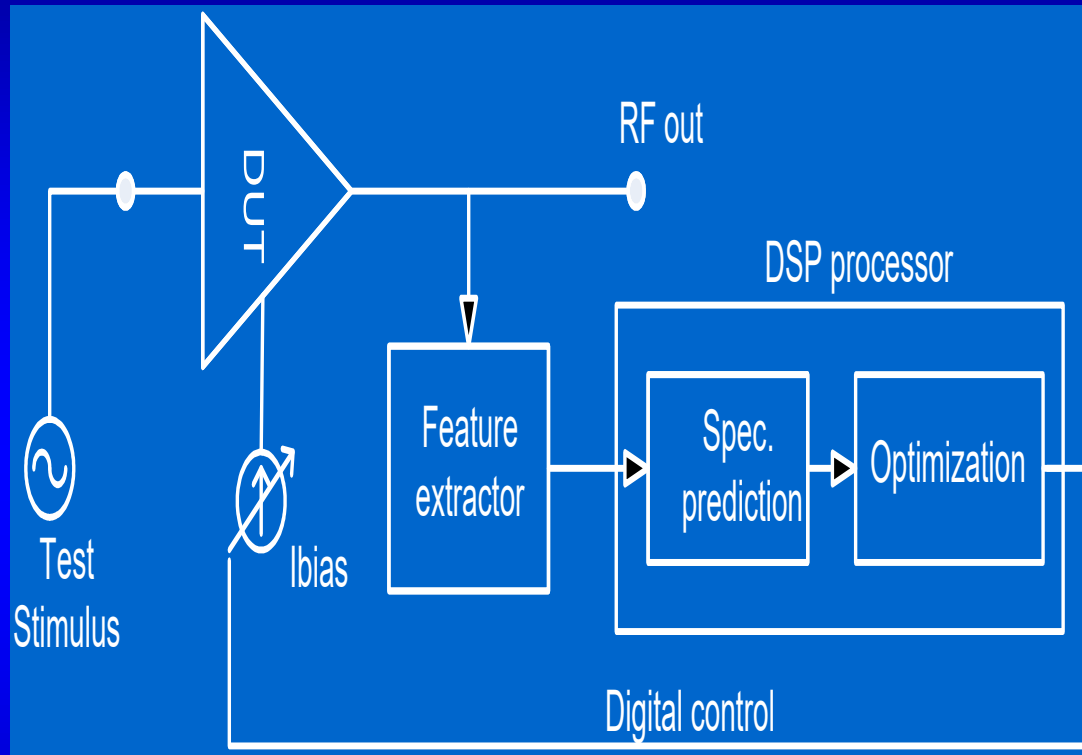 RF out
DUT
DSP processor
Feature
extractor
Spec.
prediction
Optimization
Test
Stimulus
Ibias
Digital control